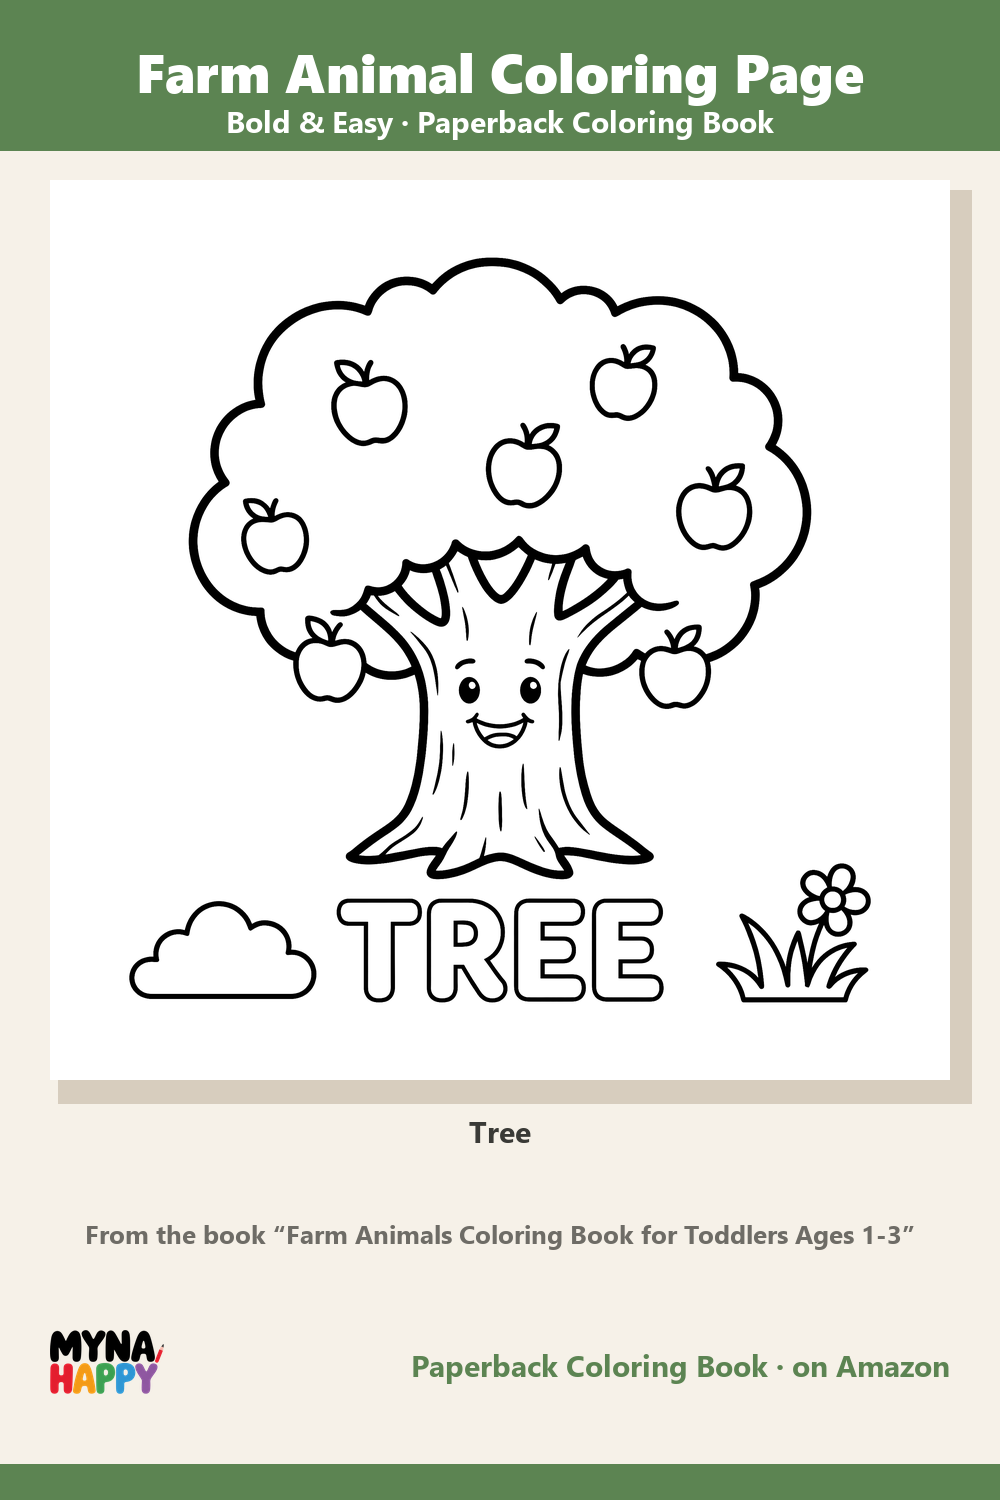 Farm Animal Coloring Page
Bold & Easy · Paperback Coloring Book
TREE
Tree
From the book “Farm Animals Coloring Book for Toddlers Ages 1-3”
MYNA
HAPPY
Paperback Coloring Book · on Amazon